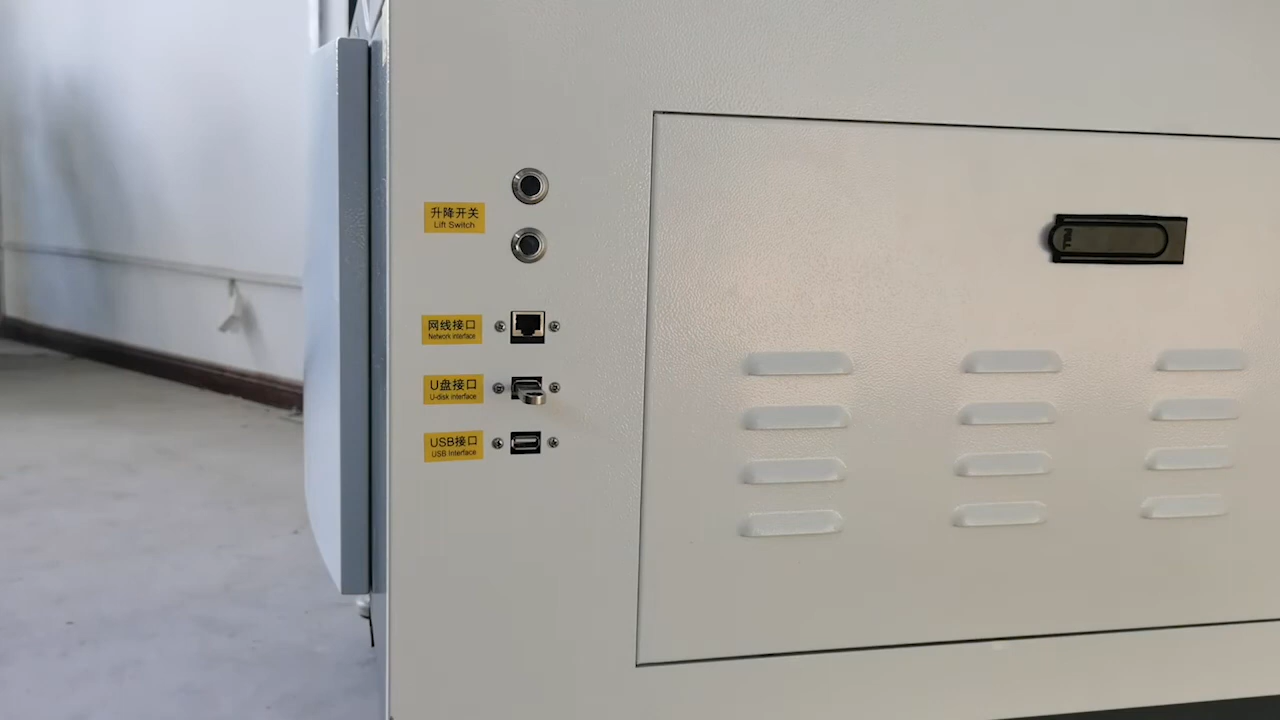 升降开关
Lift Switch
网线接口
Network interface
U盘接口
U-disk interface
USB接口
USB Interface